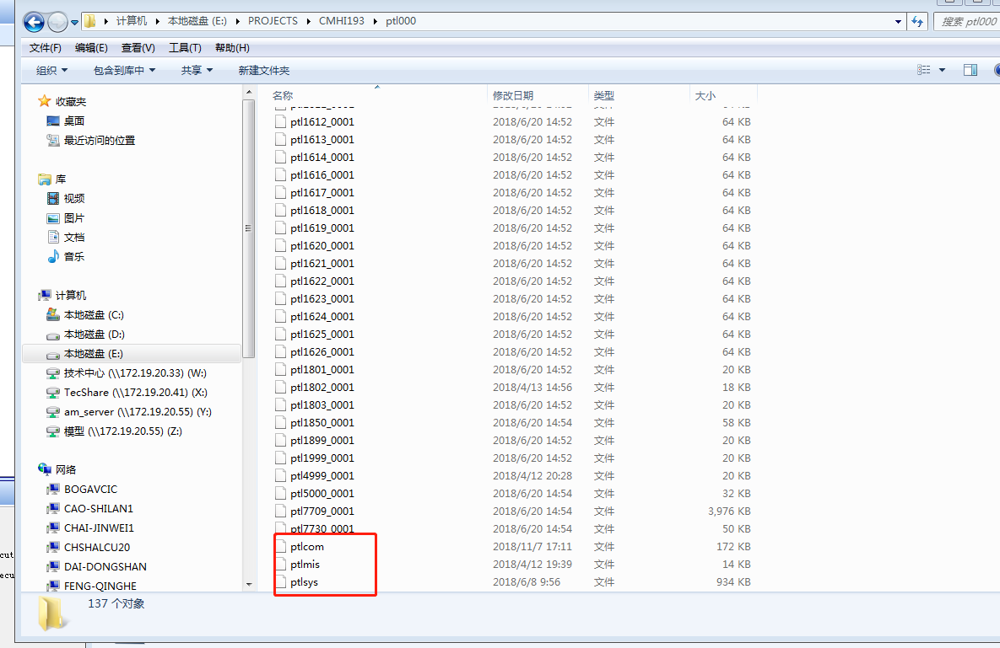 计算机 本地磁盘 (E:) PROJECTS CMHI193 ptl000 搜索 ptl000
文件(F) 编辑(E) 查看(V) 工具(T) 帮助(H)
组织 包含到库中 共享 新建文件夹
收藏夹
桌面
最近访问的位置
库
视频
图片
文档
音乐
计算机
本地磁盘 (C:)
本地磁盘 (D:)
本地磁盘 (E:)
技术中心 (\\172.19.20.33) (W:)
TecShare (\\172.19.20.41) (X:)
am_server (\\172.19.20.55) (Y:)
模型 (\\172.19.20.55) (Z:)
网络
BOGAVCIC
CAO-SHILAN1
CHAI-JINWEI1
CHSHALCU20
DAI-DONGSHAN
FENG-QINGHE
名称 修改日期 类型 大小
ptl1612_0001 2018/6/20 14:52 文件 64 KB
ptl1613_0001 2018/6/20 14:52 文件 64 KB
ptl1614_0001 2018/6/20 14:52 文件 64 KB
ptl1616_0001 2018/6/20 14:52 文件 64 KB
ptl1617_0001 2018/6/20 14:52 文件 64 KB
ptl1618_0001 2018/6/20 14:52 文件 64 KB
ptl1619_0001 2018/6/20 14:52 文件 64 KB
ptl1620_0001 2018/6/20 14:52 文件 64 KB
ptl1621_0001 2018/6/20 14:52 文件 64 KB
ptl1622_0001 2018/6/20 14:52 文件 64 KB
ptl1623_0001 2018/6/20 14:52 文件 64 KB
ptl1624_0001 2018/6/20 14:52 文件 64 KB
ptl1625_0001 2018/6/20 14:52 文件 64 KB
ptl1626_0001 2018/6/20 14:52 文件 64 KB
ptl1801_0001 2018/6/20 14:52 文件 20 KB
ptl1802_0001 2018/4/13 14:56 文件 18 KB
ptl1803_0001 2018/6/20 14:52 文件 20 KB
ptl1850_0001 2018/6/20 14:54 文件 58 KB
ptl1899_0001 2018/6/20 14:52 文件 20 KB
ptl1999_0001 2018/6/20 14:52 文件 20 KB
ptl4999_0001 2018/4/12 20:28 文件 20 KB
ptl5000_0001 2018/6/20 14:54 文件 32 KB
ptl7709_0001 2018/6/20 14:54 文件 3,976 KB
ptl7730_0001 2018/6/20 14:54 文件 50 KB
ptlcom 2018/11/7 17:11 文件 172 KB
ptlmis 2018/4/12 19:39 文件 14 KB
ptlsys 2018/6/8 9:56 文件 934 KB
137 个对象